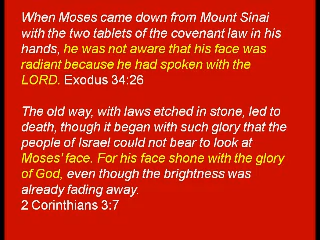 When Moses came down from Mount Sinai
with the two tablets of the covenant law in his
hands, he was not aware that his face was
radiant because he had spoken with the
LORD. Exodus 34:26
The old way, with laws etched in stone, led to
death, though it began with such glory that the
people of Israel could not bear to look at
Moses’ face. For his face shone with the glory
of God, even though the brightness was
already fading away.
2 Corinthians 3:7